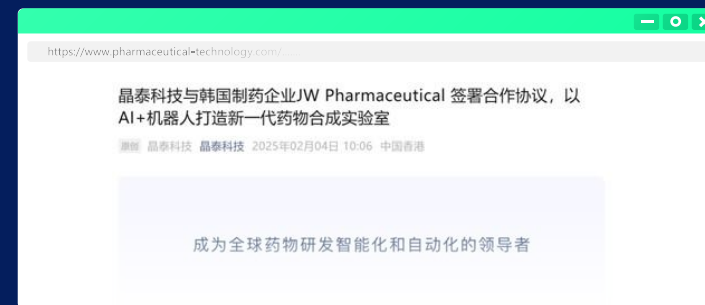 https://www.pharmaceutical-technology.com/......
晶泰科技与韩国制药企业JW Pharmaceutical 签署合作协议，以
AI+机器人打造新一代药物合成实验室
原创 晶泰科技 晶泰科技 2025年02月04日 10:06 中国香港
成为全球药物研发智能化和自动化的领导者